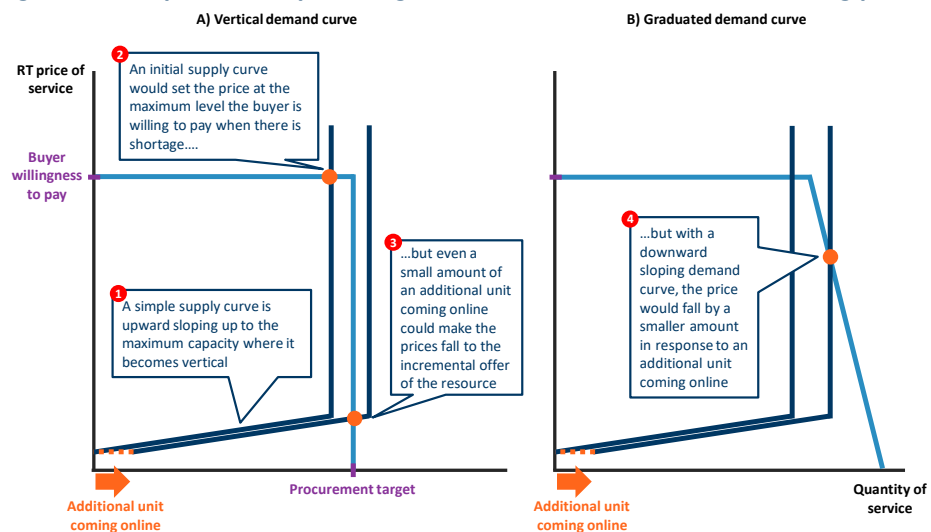 A) Vertical demand curve
B) Graduated demand curve
RT price of
service
2
An initial supply curve
would set the price at the
maximum level the buyer is
willing to pay when there is
shortage....
Buyer
willingness
to pay
3
...but even a
small amount of
an additional unit
coming online
could make the
prices fall to the
incremental offer
of the resource
1
A simple supply curve is
upward sloping up to the
maximum capacity where it
becomes vertical
4
...but with a
downward
sloping demand
curve, the price
would fall by a
smaller amount
in response to an
additional unit
coming online
Additional unit
coming online
Procurement target
Additional unit
coming online
Quantity of
service